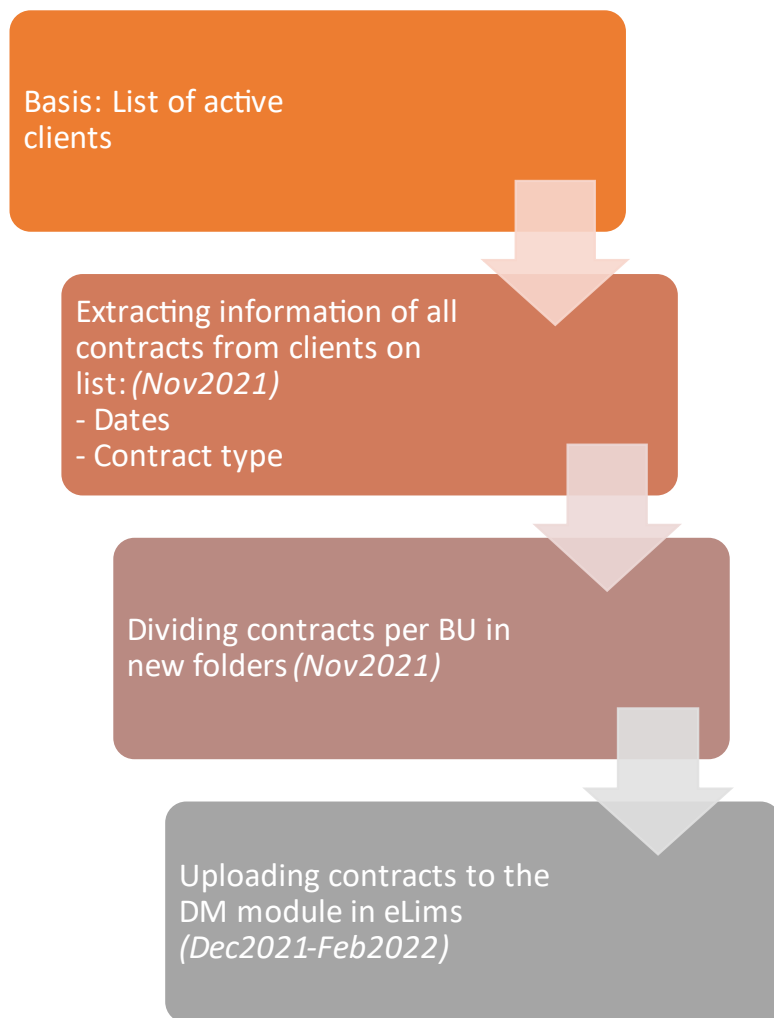 Basis: List of active
clients
Extracting information of all
contracts from clients on
list: (Nov2021)
- Dates
- Contract type
Dividing contracts per BU in
new folders (Nov2021)
Uploading contracts to the
DM module in eLims
(Dec2021-Feb2022)